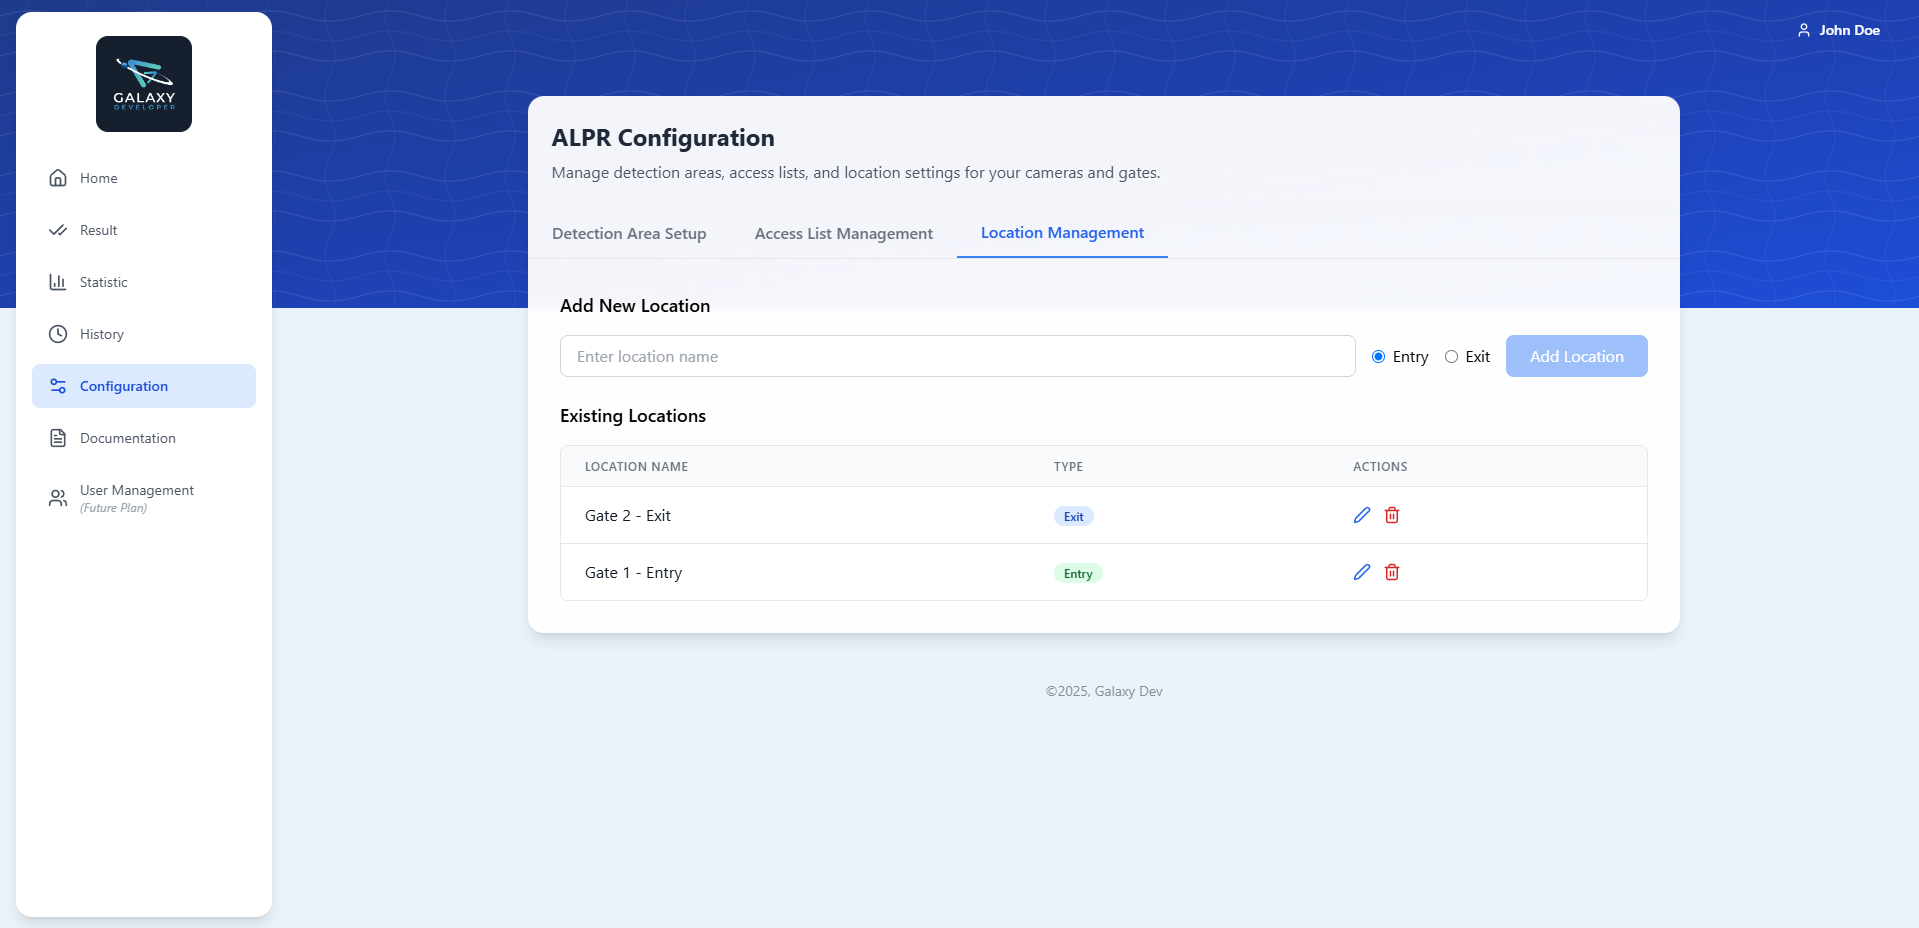 GALAXY
DEVELOPER
Home
Result
Statistic
History
Configuration
Documentation
User Management
(Future Plan)
John Doe
ALPR Configuration
Manage detection areas, access lists, and location settings for your cameras and gates.
Detection Area Setup
Access List Management
Location Management
Add New Location
Enter location name
Entry
Exit
Add Location
Existing Locations
LOCATION NAME
TYPE
ACTIONS
Gate 2 - Exit
Exit
Gate 1 - Entry
Entry
©2025, Galaxy Dev